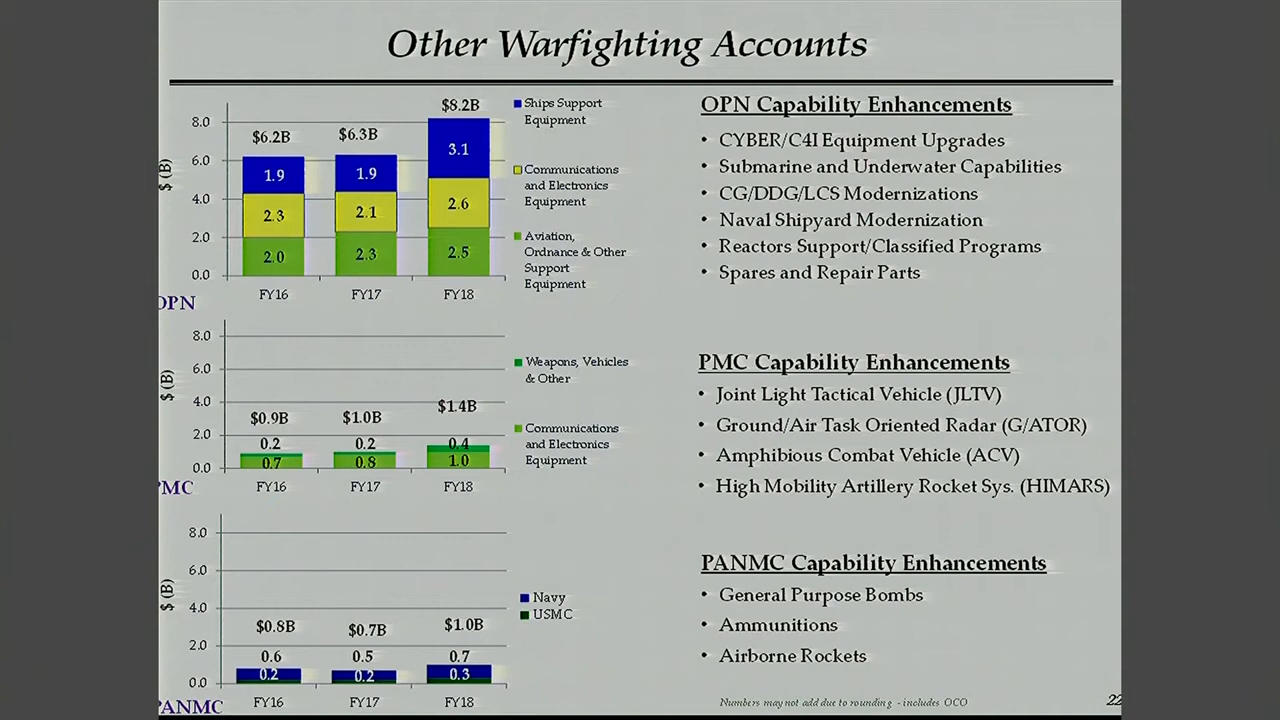 Other Warfighting Accounts
$ (B)
8.0
6.0
4.0
2.0
0.0
$6.2B
$6.3B
$8.2B
1.9
1.9
3.1
2.3
2.1
2.6
2.0
2.3
2.5
FY16
FY17
FY18
OPN
Ships Support
Equipment
Communications
and Electronics
Equipment
Aviation,
Ordnance & Other
Support
Equipment
OPN Capability Enhancements
• CYBER/C4I Equipment Upgrades
• Submarine and Underwater Capabilities
• CG/DDG/LCS Modernizations
• Naval Shipyard Modernization
• Reactors Support/Classified Programs
• Spares and Repair Parts
$ (B)
8.0
6.0
4.0
2.0
0.0
$0.9B
$1.0B
$1.4B
0.2
0.2
0.4
0.7
0.8
1.0
FY16
FY17
FY18
PMC
Weapons, Vehicles
& Other
Communications
and Electronics
Equipment
PMC Capability Enhancements
• Joint Light Tactical Vehicle (JLTV)
• Ground/Air Task Oriented Radar (G/ATOR)
• Amphibious Combat Vehicle (ACV)
• High Mobility Artillery Rocket Sys. (HIMARS)
$ (B)
8.0
6.0
4.0
2.0
0.0
$0.8B
$0.7B
$1.0B
0.6
0.5
0.7
0.2
0.2
0.3
FY16
FY17
FY18
PANMC
Navy
USMC
PANMC Capability Enhancements
• General Purpose Bombs
• Ammunitions
• Airborne Rockets
Numbers may not add due to rounding - includes OCO
22